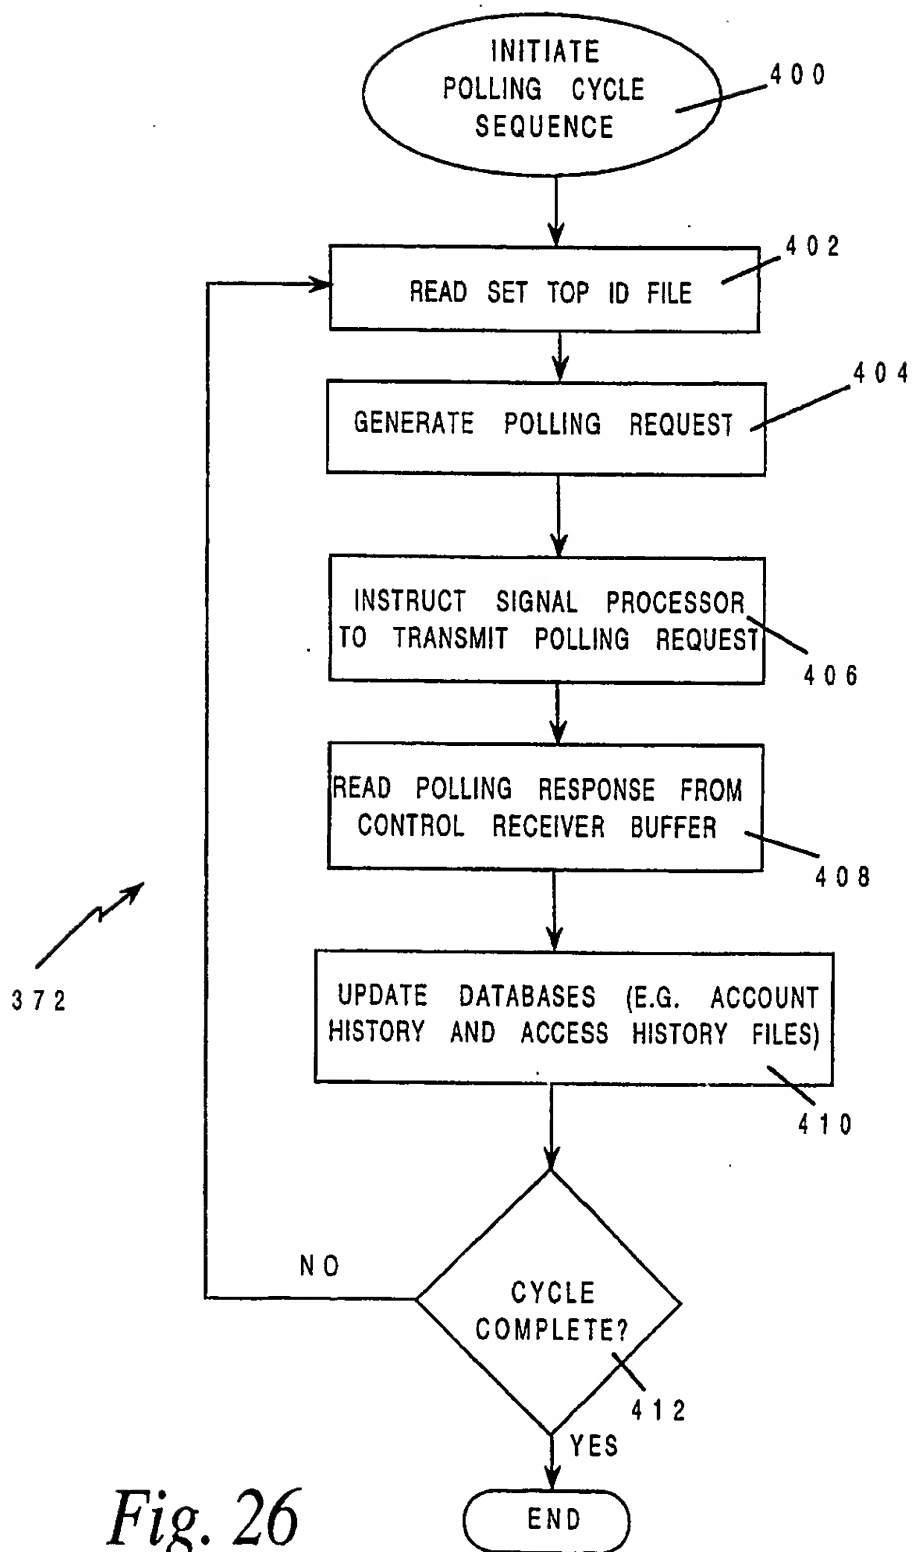 INITIATE
POLLING CYCLE
SEQUENCE
400
402
READ SET TOP ID FILE
404
GENERATE POLLING REQUEST
INSTRUCT SIGNAL PROCESSOR
TO TRANSMIT POLLING REQUEST
406
READ POLLING RESPONSE FROM
CONTROL RECEIVER BUFFER
408
372
UPDATE DATABASES (E.G. ACCOUNT
HISTORY AND ACCESS HISTORY FILES)
410
NO
CYCLE
COMPLETE?
412
YES
END
Fig. 26